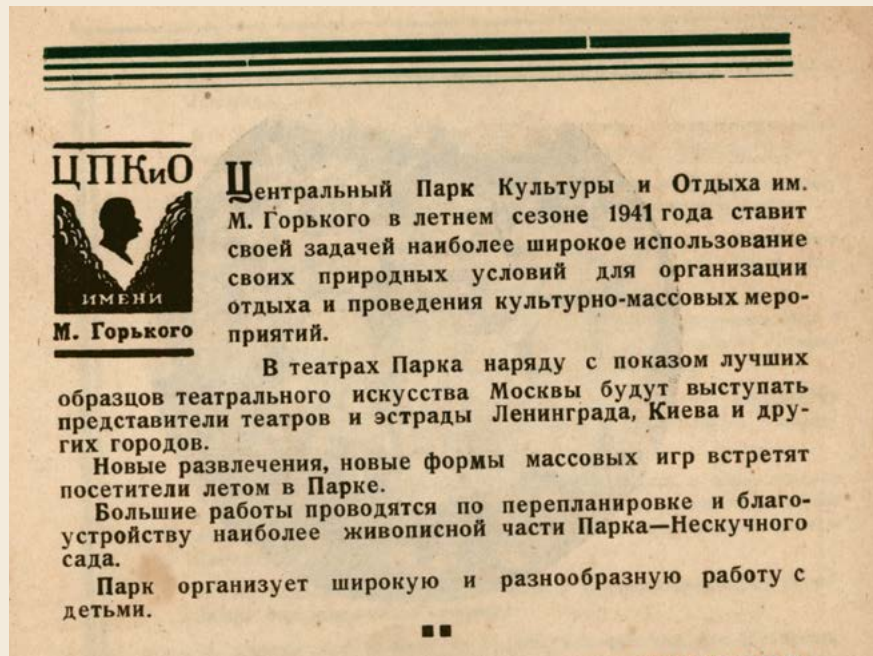 ЦПКиО
ИМЕНИ
М. Горького
Центральный Парк Культуры и Отдыха им.
М. Горького в летнем сезоне 1941 года ставит
своей задачей наиболее широкое использование
своих природных условий для организации
отдыха и проведения культурно-массовых меро-
приятий.
В театрах Парка наряду с показом лучших
образцов театрального искусства Москвы будут выступать
представители театров и эстрады Ленинграда, Киева и дру-
гих городов.
Новые развлечения, новые формы массовых игр встретят
посетители летом в Парке.
Большие работы проводятся по перепланировке и благо-
устройству наиболее живописной части Парка—Нескучного
сада.
Парк организует широкую и разнообразную работу с
детьми.